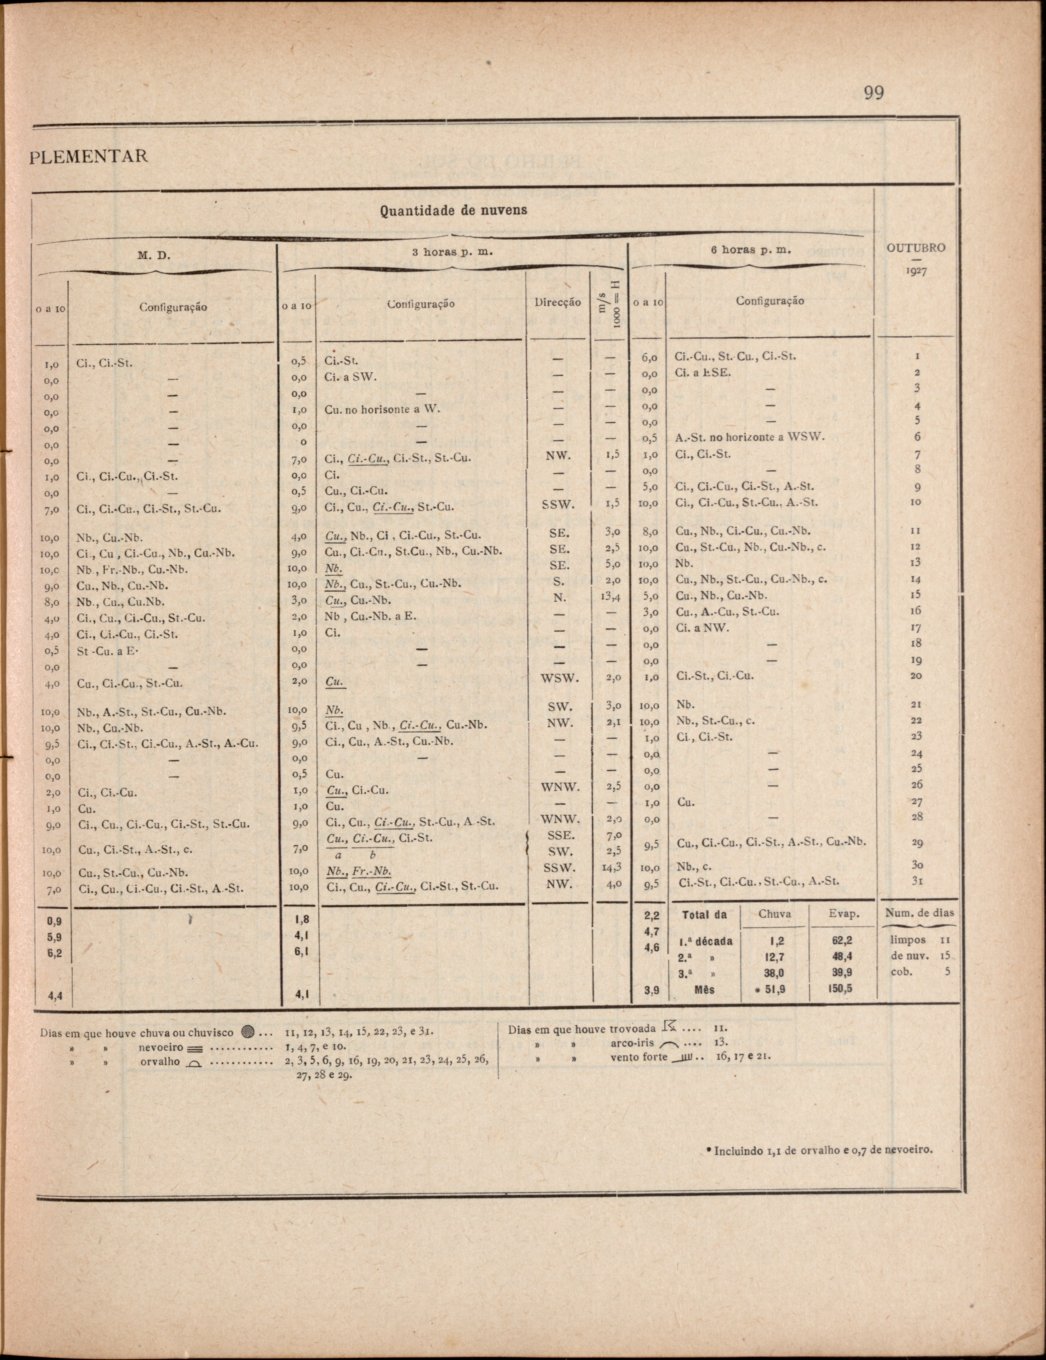 99
PLEMENTAR
Quantidade de nuvens
OUTUBRO
—
1927
M. D. 3 horas p. m. 6 horas p. m.
0 a 10 Configuração 0 a 10 Configuração Direcção m/s 1000 = H 0 a 10 Configuração
1,0 Ci., Ci.-St. 0,5 Ci.-St. — — 6,0 Ci.-Cu., St. Cu., Ci.-St. 1
0,0 — 0,0 Ci. a SW. — — 0,0 Ci. a ESE. 2
0,0 — 0,0 — — — 0,0 — 3
0,0 — 1,0 Cu. no horisonte a W. — — 0,0 — 4
0,0 — 0,0 — — — 0,0 — 5
0,0 — 0 — — — 0,5 A.-St. no horizonte a WSW. 6
0,0 — 7,0 Ci., Ci.-Cu., Ci.-St., St.-Cu. NW. 1,5 1,0 Ci., Ci.-St. 7
1,0 Ci., Ci.-Cu., Ci.-St. 0,0 Ci. — — 0,0 — 8
0,0 — 0,5 Cu., Ci.-Cu. — — 5,0 Ci., Ci.-Cu., Ci.-St., A.-St. 9
7,0 Ci., Ci.-Cu., Ci.-St., St.-Cu. 9,0 Ci., Cu., Ci.-Cu., St.-Cu. SSW. 1,5 10,0 Ci., Ci.-Cu., St.-Cu., A.-St. 10
10,0 Nb., Cu.-Nb. 4,0 Cu., Nb., Ci , Ci.-Cu., St.-Cu. SE. 3,0 8,0 Cu., Nb., Ci.-Cu., Cu.-Nb. 11
10,0 Ci., Cu , Ci.-Cu., Nb., Cu.-Nb. 9,0 Cu., Ci.-Cu., St.Cu., Nb., Cu.-Nb. SE. 2,5 10,0 Cu., St.-Cu., Nb., Cu.-Nb., c. 12
10,0 Nb , Fr.-Nb., Cu.-Nb. 10,0 Nb. SE. 5,0 10,0 Nb. 13
9,0 Cu., Nb., Cu.-Nb. 10,0 Nb., Cu., St.-Cu., Cu.-Nb. S. 2,0 10,0 Cu., Nb., St.-Cu., Cu.-Nb., c. 14
8,0 Nb., Cu., Cu.Nb. 3,0 Cu., Cu.-Nb. N. 13,4 5,0 Cu., Nb., Cu.-Nb. 15
4,0 Ci., Cu., Ci.-Cu., St.-Cu. 2,0 Nb , Cu.-Nb. a E. — — 3,0 Cu., A.-Cu., St.-Cu. 16
4,0 Ci., Ci.-Cu., Ci.-St. 1,0 Ci. — — 0,0 Ci. a NW. 17
0,5 St -Cu. a E· 0,0 — — — 0,0 — 18
0,0 — 0,0 — — — 0,0 — 19
4,0 Cu., Ci.-Cu., St.-Cu. 2,0 Cu. WSW. 2,0 1,0 Ci.-St., Ci.-Cu. 20
10,0 Nb., A.-St., St.-Cu., Cu.-Nb. 10,0 Nb. SW. 3,0 10,0 Nb. 21
10,0 Nb., Cu.-Nb. 9,5 Ci., Cu , Nb., Ci.-Cu., Cu.-Nb. NW. 2,1 10,0 Nb., St.-Cu., c. 22
9,5 Ci., Ci.-St., Ci.-Cu., A.-St., A.-Cu. 9,0 Ci., Cu., A.-St., Cu.-Nb. — — 1,0 Ci., Ci.-St. 23
0,0 — 0,0 — — — 0,0 — 24
0,0 — 0,5 Cu. — — 0,0 — 25
2,0 Ci., Ci.-Cu. 1,0 Cu., Ci.-Cu. WNW. 2,5 0,0 — 26
1,0 Cu. 1,0 Cu. — — 1,0 Cu. 27
9,0 Ci., Cu., Ci.-Cu., Ci.-St., St.-Cu. 9,0 Ci., Cu., Ci.-Cu., St.-Cu., A -St. WNW. 2,0 0,0 — 28
10,0 Cu., Ci.-St., A.-St., c. 7,0 Cu., Ci.-Cu., Ci.-St. { SSE. 7,0 9,5 Cu., Ci.-Cu., Ci.-St., A.-St., Cu.-Nb. 29
a b SW. 2,5
10,0 Cu., St.-Cu., Cu.-Nb. 10,0 Nb., Fr.-Nb. SSW. 14,3 10,0 Nb., c. 30
7,0 Ci., Cu., Ci.-Cu., Ci.-St., A -St. 10,0 Ci., Cu., Ci.-Cu., Ci.-St., St.-Cu. NW. 4,0 9,5 Ci.-St., Ci.-Cu., St.-Cu., A.-St. 31
0,9 1,8 2,2 Total da Chuva Evap. Num. de dias
5,9 4,1 4,7 1.ª década 1,2 62,2 limpos 11
6,2 6,1 4,6 2.ª » 12,7 48,4 de nuv. 15
3.ª » 38,0 39,9 cob. 5
4,4 4,1 3,9 Mês * 51,9 150,5
Dias em que houve chuva ou chuvisco ... 11, 12, 13, 14, 15, 22, 23, e 31.
» » nevoeiro ............ 1, 4, 7, e 10.
» » orvalho ............ 2, 3, 5, 6, 9, 16, 19, 20, 21, 23, 24, 25, 26,
27, 28 e 29.
Dias em que houve trovoada .... 11.
» » arco-iris .... 13.
» » vento forte .. 16, 17 e 21.
* Incluindo 1,1 de orvalho e 0,7 de nevoeiro.